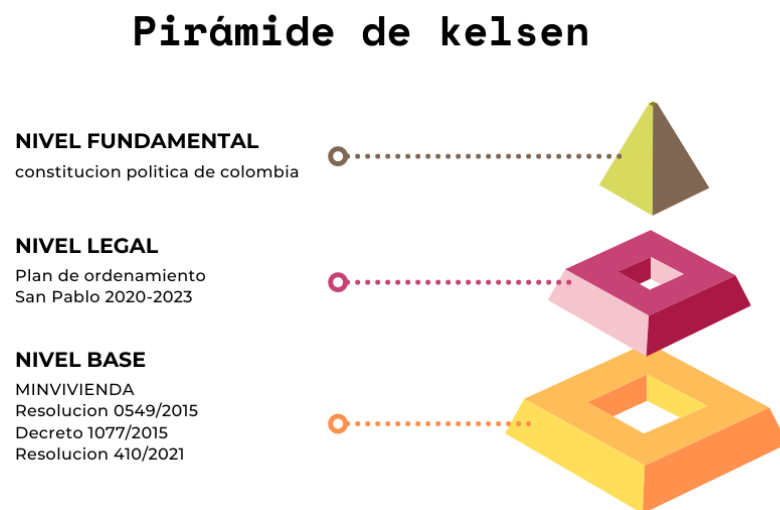 Pirámide de kelsen
NIVEL FUNDAMENTAL
constitucion politica de colombia
NIVEL LEGAL
Plan de ordenamiento
San Pablo 2020-2023
NIVEL BASE
MINVIVIENDA
Resolucion 0549/2015
Decreto 1077/2015
Resolucion 410/2021